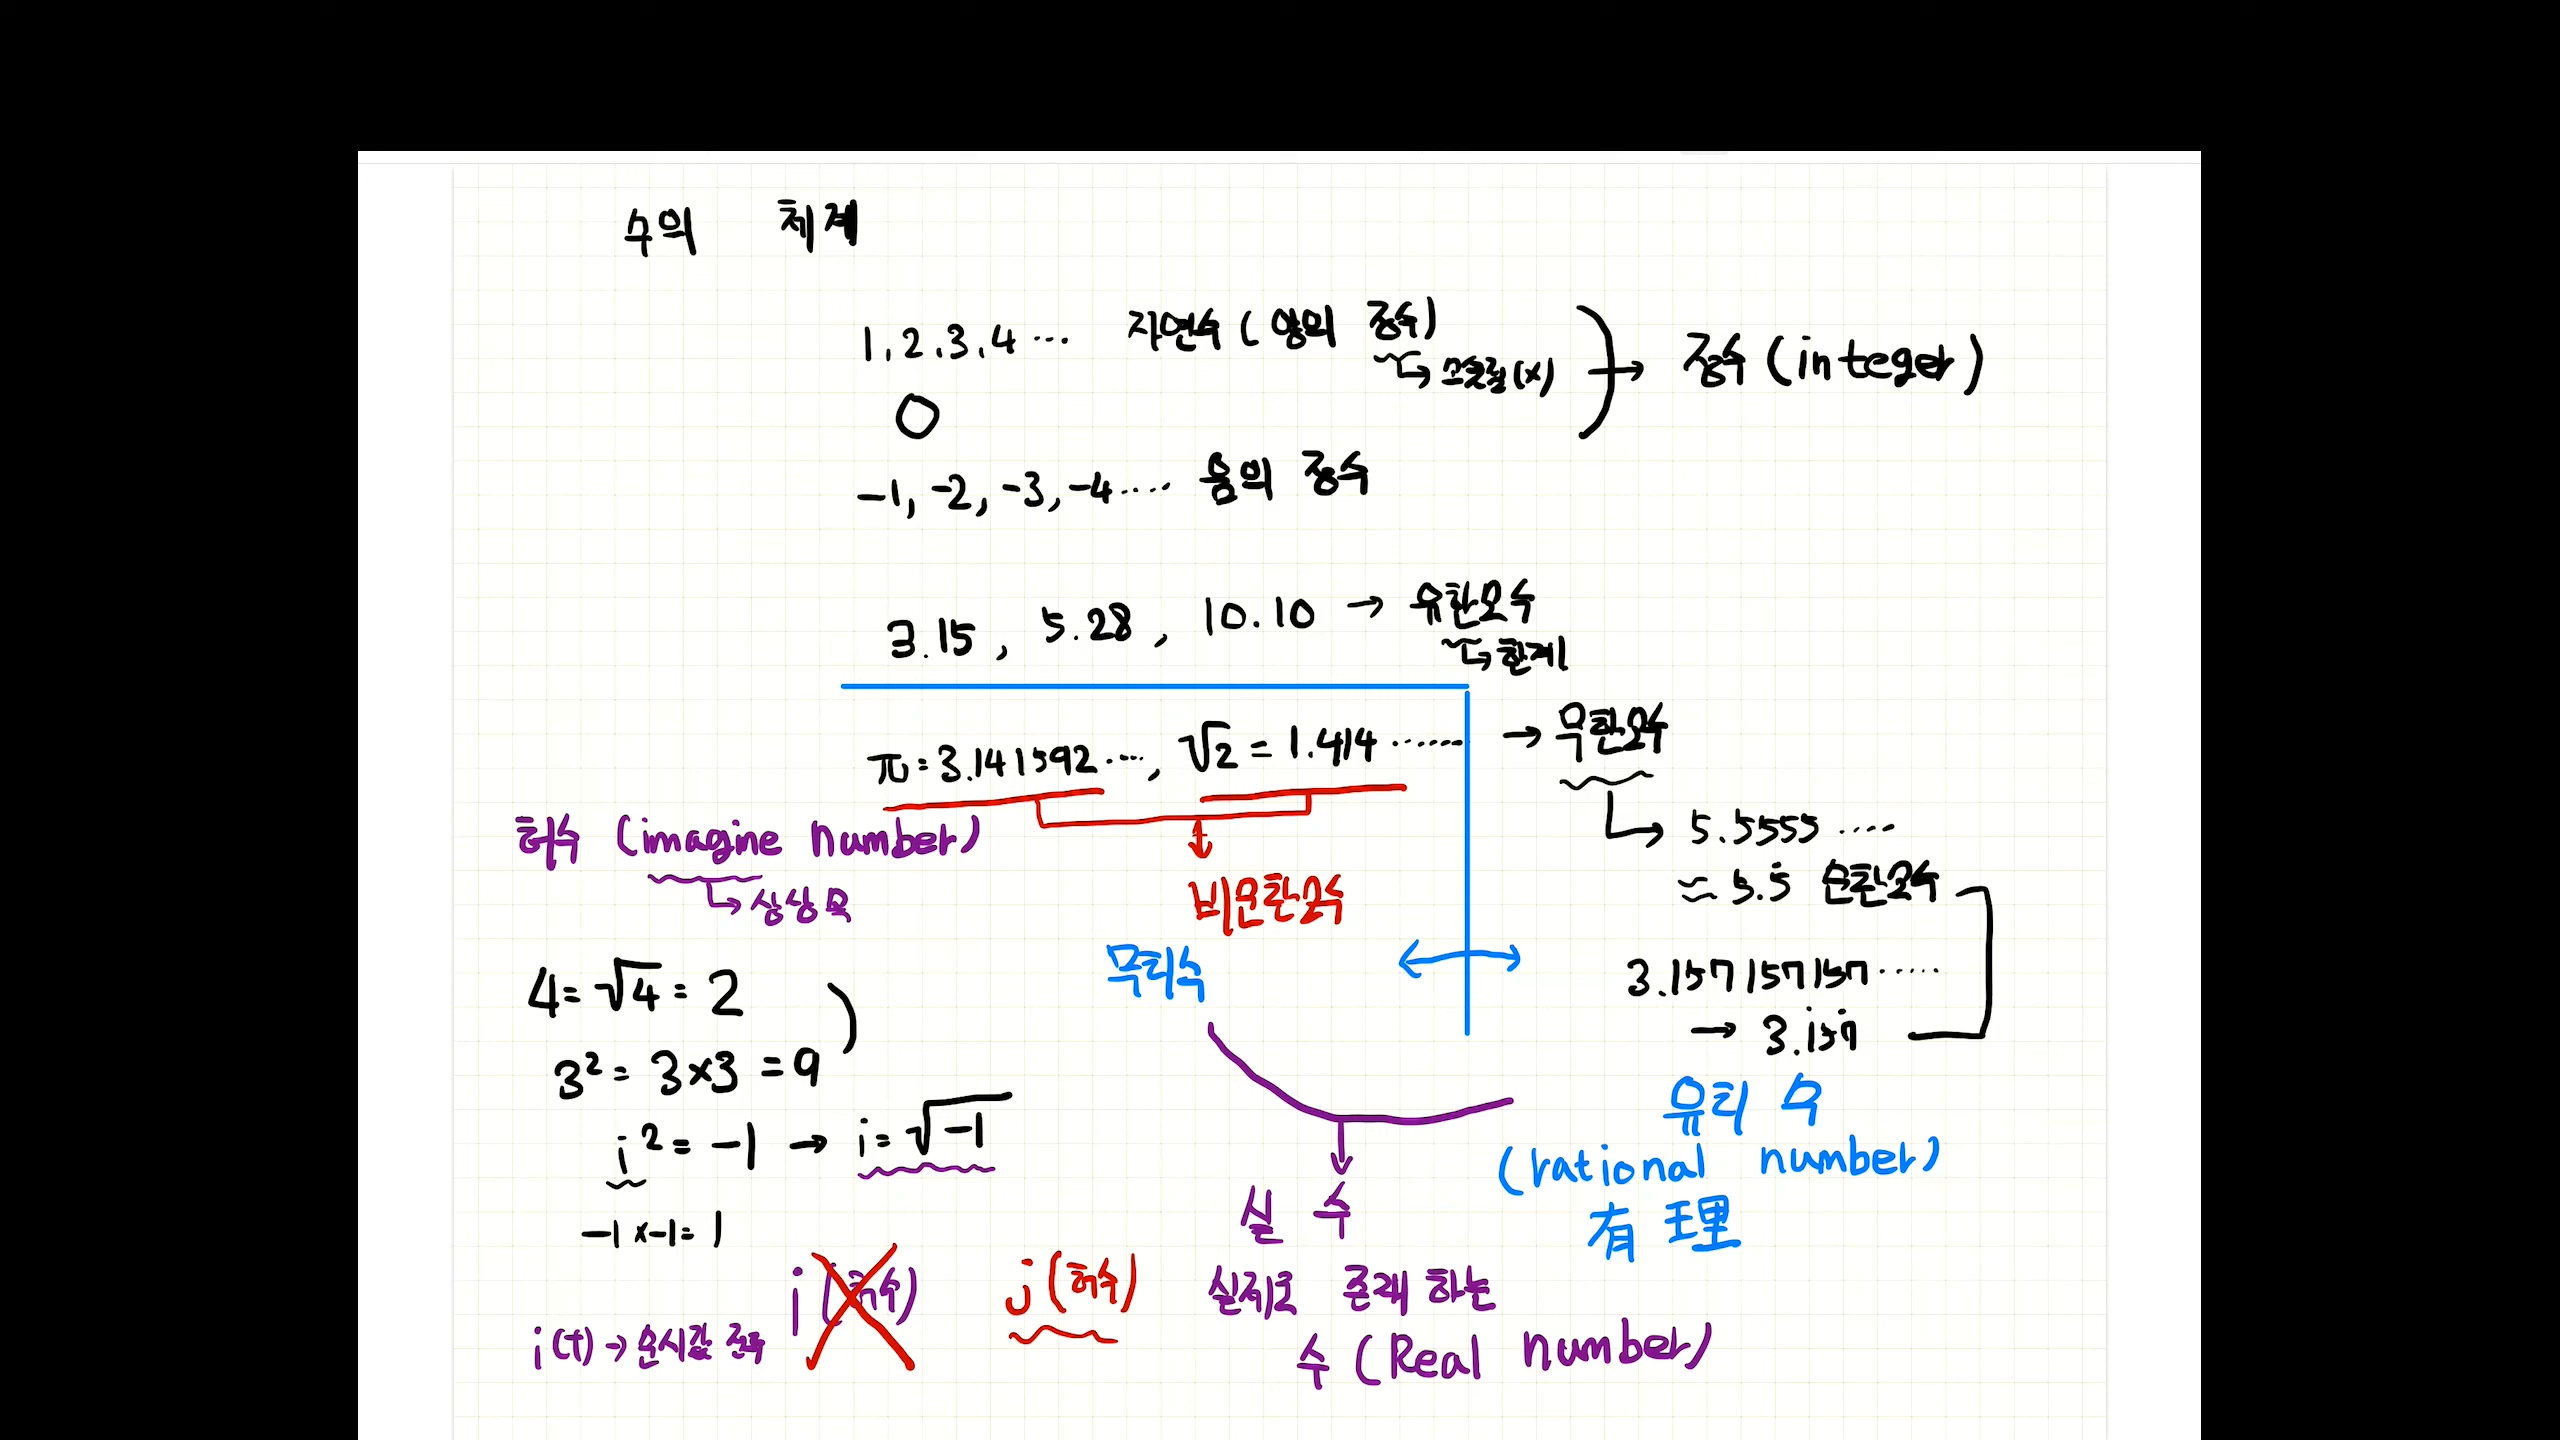 수의 체계
1, 2, 3, 4 ... 자연수 ( 양의 정수)
↳ 소숫점 (x)
→ 정수 (integer)
0
-1, -2, -3, -4 .... 음의 정수
3.15 , 5.28 , 10.10 → 유한소수
↳ 한계
π = 3.141592 ..., √2 = 1.414 ....... → 무한소수
↳ 5.5555 ....
≈ 5.5̇ 순환소수
3.157157157.....
→ 3.1̇57̇
유리수
(rational number)
有理
비순환소수
무리수
실수
실제로 존재 하는
수 (Real number)
허수 (imagine number)
↳ 상상
4 = √4 = 2
3² = 3×3 = 9
i² = -1 → i = √-1
-1 × -1 = 1
i (허수)
j (허수)
i(t) → 순시값 전류